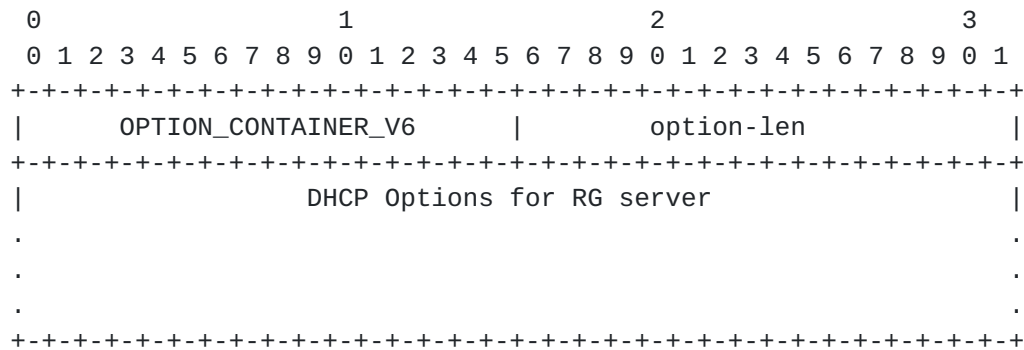 0                   1                   2                   3
 0 1 2 3 4 5 6 7 8 9 0 1 2 3 4 5 6 7 8 9 0 1 2 3 4 5 6 7 8 9 0 1
+-+-+-+-+-+-+-+-+-+-+-+-+-+-+-+-+-+-+-+-+-+-+-+-+-+-+-+-+-+-+-+-+
|      OPTION_CONTAINER_V6      |        option-len             |
+-+-+-+-+-+-+-+-+-+-+-+-+-+-+-+-+-+-+-+-+-+-+-+-+-+-+-+-+-+-+-+-+
|                  DHCP Options for RG server                   |
.                                                               .
.                                                               .
.                                                               .
+-+-+-+-+-+-+-+-+-+-+-+-+-+-+-+-+-+-+-+-+-+-+-+-+-+-+-+-+-+-+-+-+